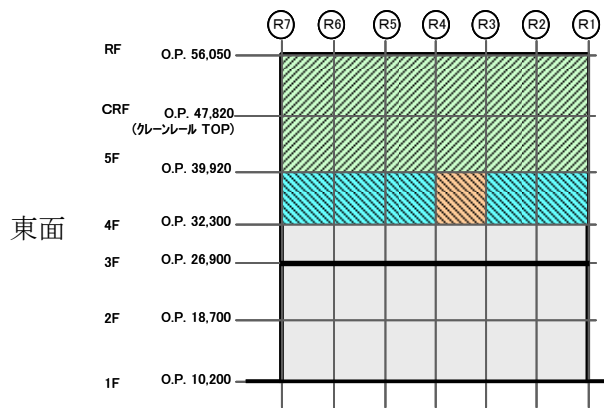 R7 R6 R5 R4 R3 R2 R1
RF O.P. 56,050
CRF O.P. 47,820
(クレーンレール TOP)
5F O.P. 39,920
東面
4F O.P. 32,300
3F O.P. 26,900
2F O.P. 18,700
1F O.P. 10,200